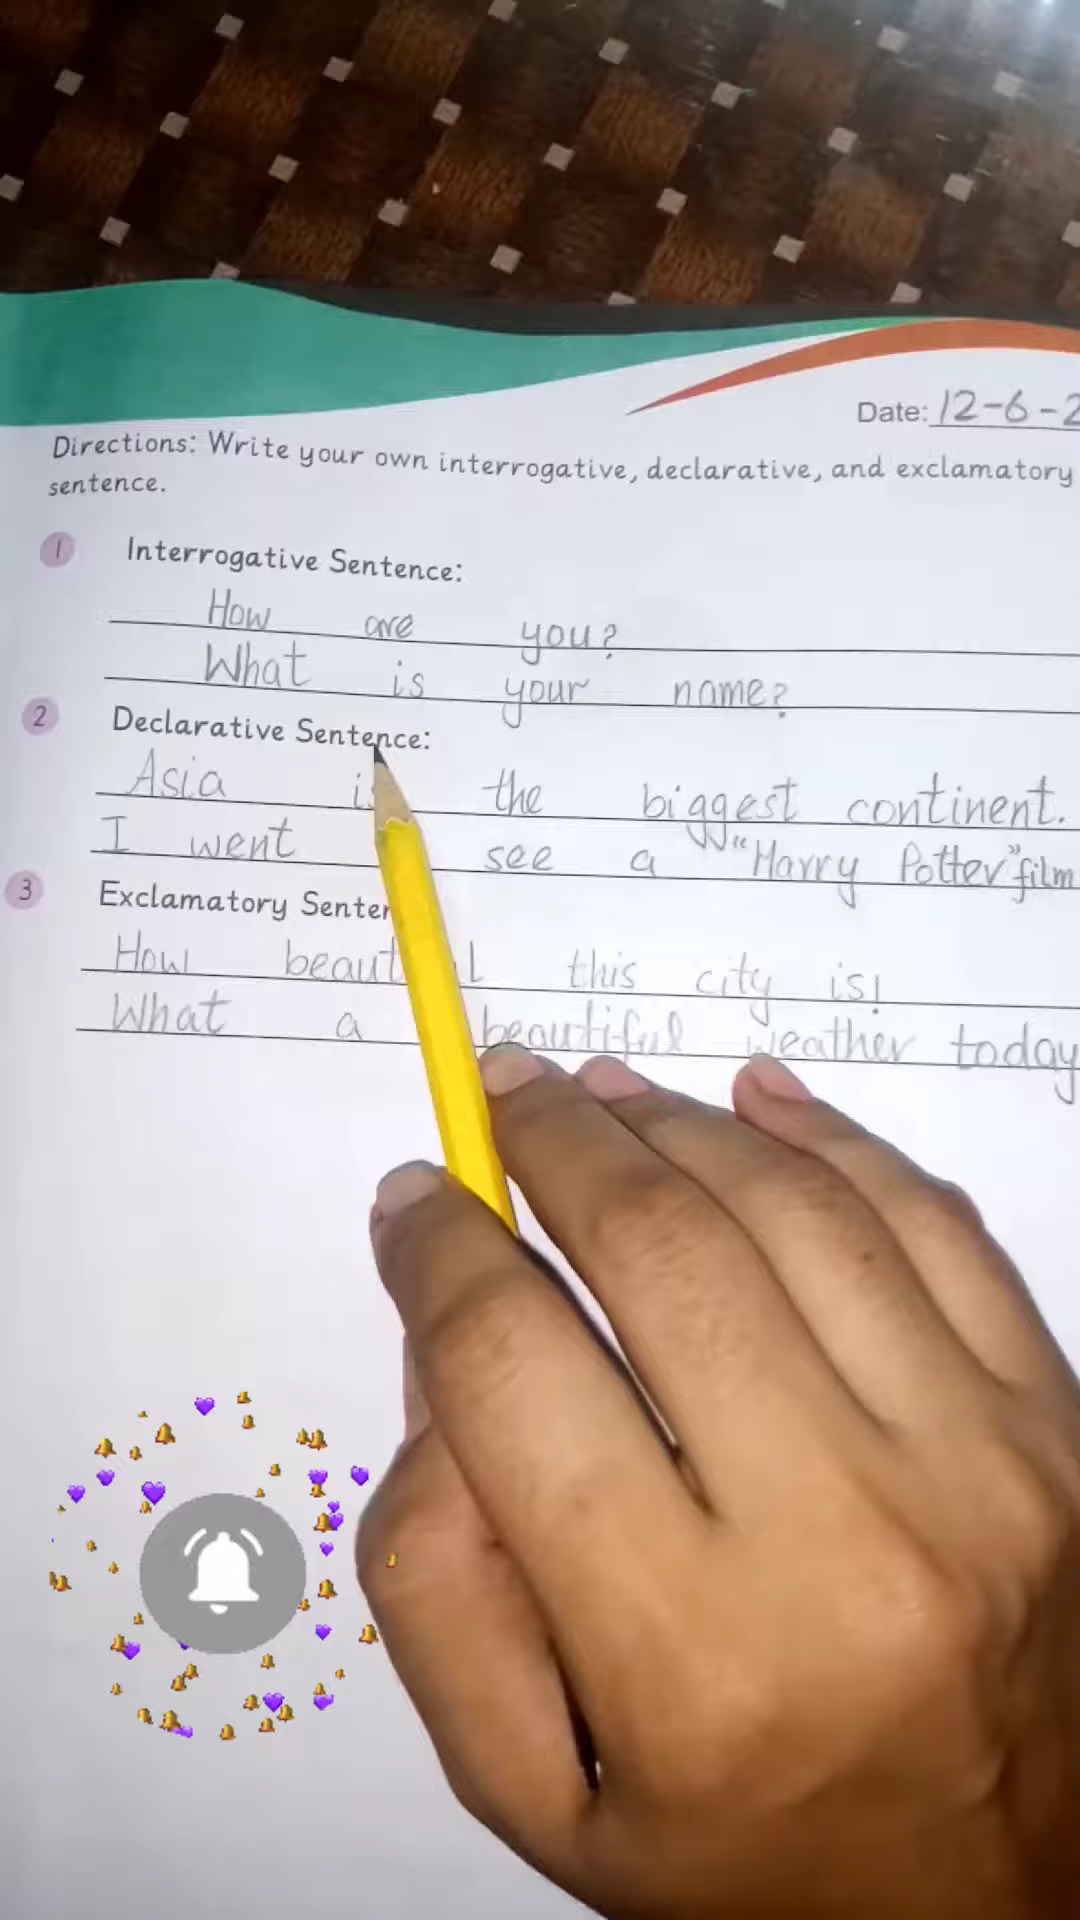 Date: 12-6-2
Directions: Write your own interrogative, declarative, and exclamatory
sentence.
1 Interrogative Sentence:
How are you?
What is your name?
2 Declarative Sentence:
Asia is the biggest continent.
I went see a "Harry Potter" film
3 Exclamatory Senten
How this city is!
What a beautiful weather today